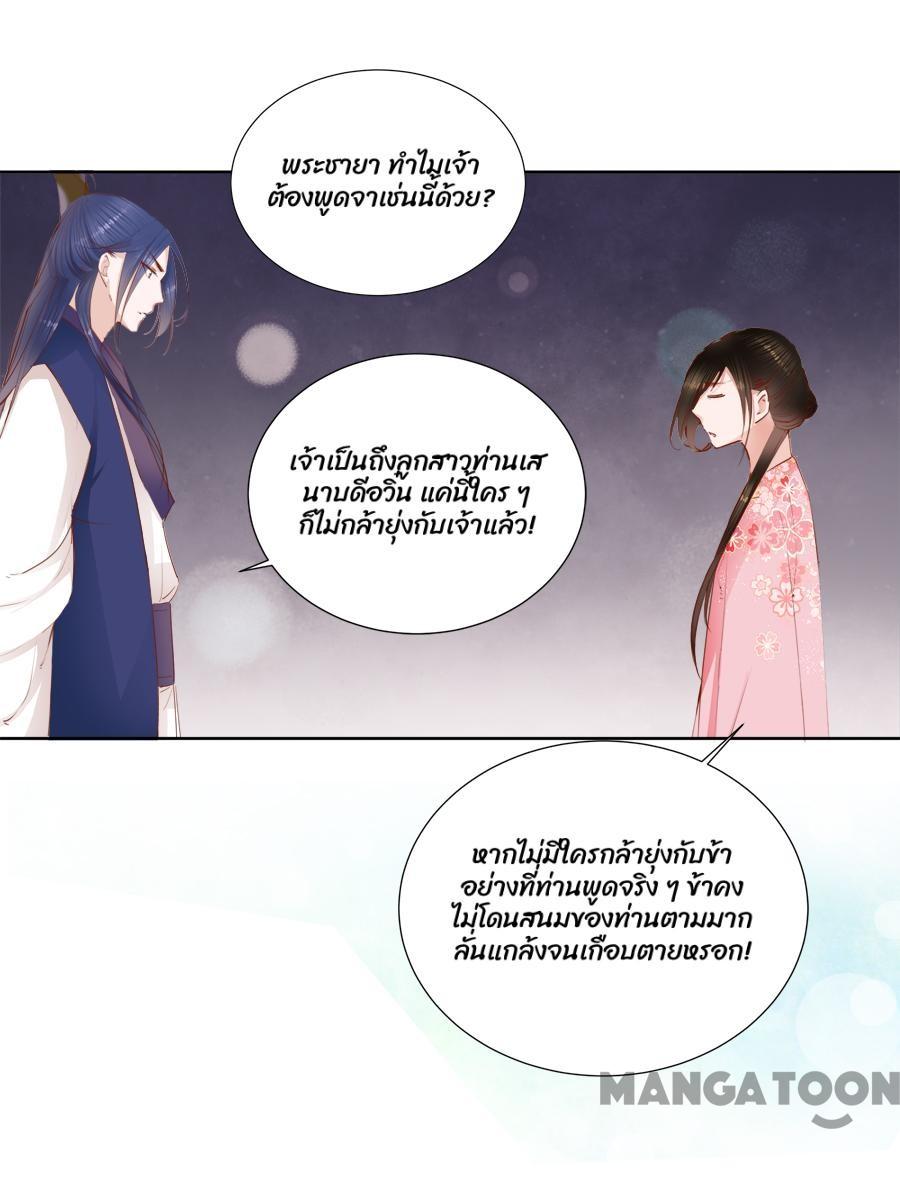 พระชายา ทำไมเจ้า
ต้องพูดจาเช่นนี้ด้วย?
เจ้าเป็นถึงลูกสาวท่านเส
นาบดีอวิ๋น แค่นี้ใคร ๆ
ก็ไม่กล้ายุ่งกับเจ้าแล้ว!
หากไม่มีใครกล้ายุ่งกับข้า
อย่างที่ท่านพูดจริง ๆ ข้าคง
ไม่โดนสนมของท่านตามมาก
ลั่นแกล้งจนเกือบตายหรอก!
MANGATOON